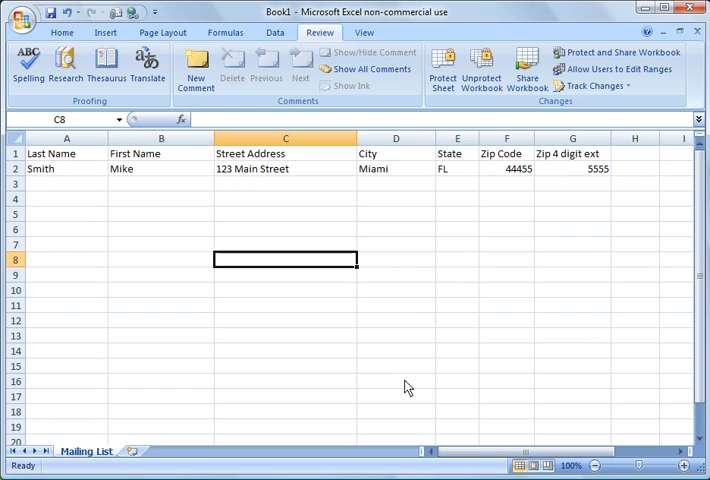 Book1 - Microsoft Excel non-commercial use
Home Insert Page Layout Formulas Data Review View
ABC
Spelling Research Thesaurus Translate
New Comment Delete Previous Next
Show/Hide Comment
Show All Comments
Show Ink
Protect Sheet Unprotect Workbook Share Workbook
Protect and Share Workbook
Allow Users to Edit Ranges
Track Changes
Proofing Comments Changes
C8 fx
A B C D E F G H I
1 Last Name First Name Street Address City State Zip Code Zip 4 digit ext
2 Smith Mike 123 Main Street Miami FL 44455 5555
3
4
5
6
7
8
9
10
11
12
13
14
15
16
17
18
19
20
Mailing List
Ready 100%